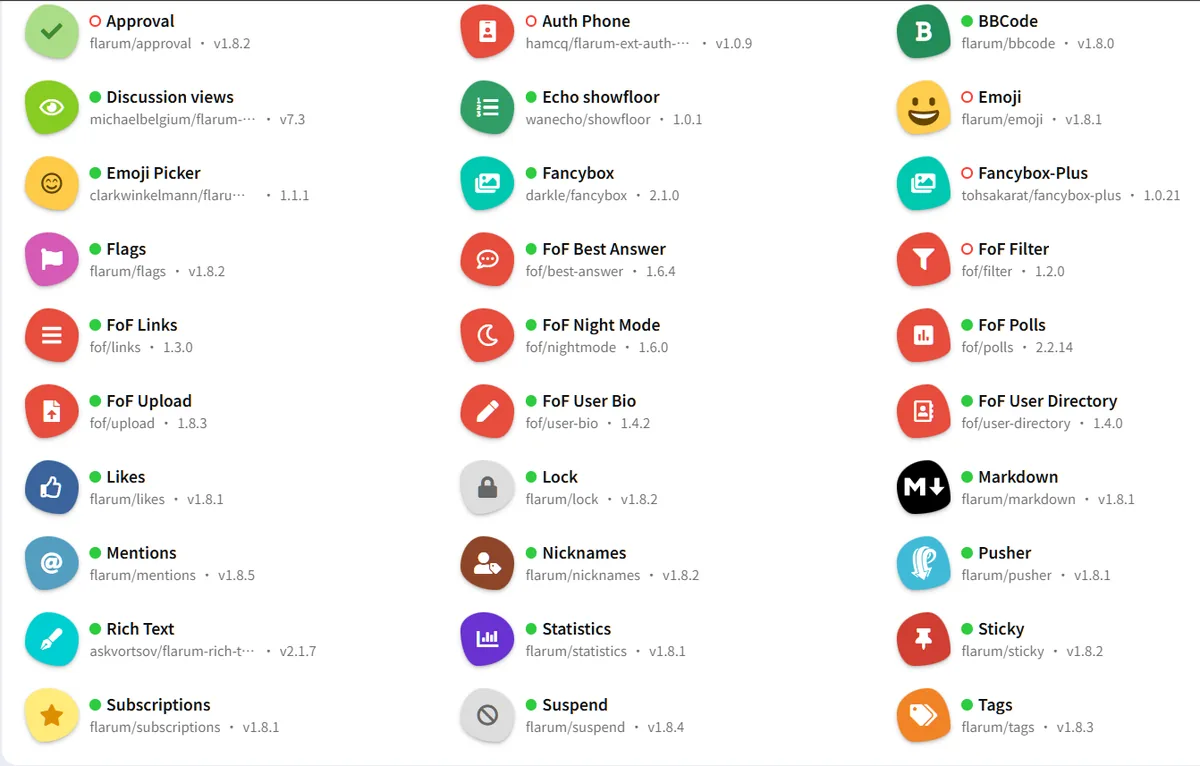 Approval
flarum/approval • v1.8.2
Auth Phone
hamcq/flarum-ext-auth-··· • v1.0.9
B
BBCode
flarum/bbcode • v1.8.0
Discussion views
michaelbelgium/flarum-··· • v7.3
Echo showfloor
wanecho/showfloor • 1.0.1
Emoji
flarum/emoji • v1.8.1
Emoji Picker
clarkwinkelmann/flaru··· • 1.1.1
Fancybox
darkle/fancybox • 2.1.0
Fancybox-Plus
tohsakarat/fancybox-plus • 1.0.21
Flags
flarum/flags • v1.8.2
FoF Best Answer
fof/best-answer • 1.6.4
FoF Filter
fof/filter • 1.2.0
FoF Links
fof/links • 1.3.0
FoF Night Mode
fof/nightmode • 1.6.0
FoF Polls
fof/polls • 2.2.14
FoF Upload
fof/upload • 1.8.3
FoF User Bio
fof/user-bio • 1.4.2
FoF User Directory
fof/user-directory • 1.4.0
Likes
flarum/likes • v1.8.1
Lock
flarum/lock • v1.8.2
M
Markdown
flarum/markdown • v1.8.1
@
Mentions
flarum/mentions • v1.8.5
Nicknames
flarum/nicknames • v1.8.2
Pusher
flarum/pusher • v1.8.1
Rich Text
askvortsov/flarum-rich-t··· • v2.1.7
Statistics
flarum/statistics • v1.8.1
Sticky
flarum/sticky • v1.8.2
Subscriptions
flarum/subscriptions • v1.8.1
Suspend
flarum/suspend • v1.8.4
Tags
flarum/tags • v1.8.3